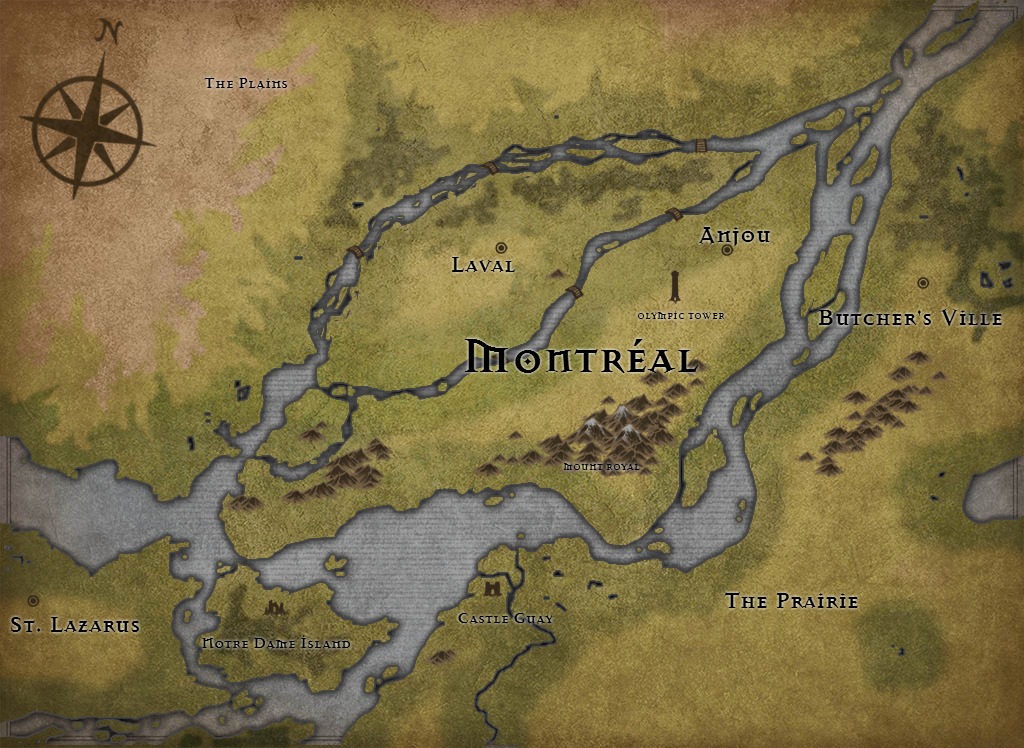 N
The Plains
Anjou
Laval
Olympic Tower
Butcher's Ville
Montréal
Mount Royal
The Prairie
St. Lazarus
Castle Guay
Notre Dame Island